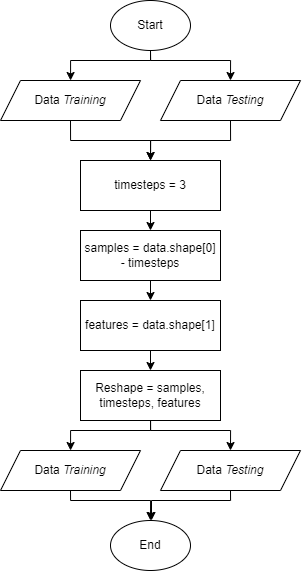 Start
Data Training
Data Testing
timesteps = 3
samples = data.shape[0]
- timesteps
features = data.shape[1]
Reshape = samples,
timesteps, features
Data Training
Data Testing
End